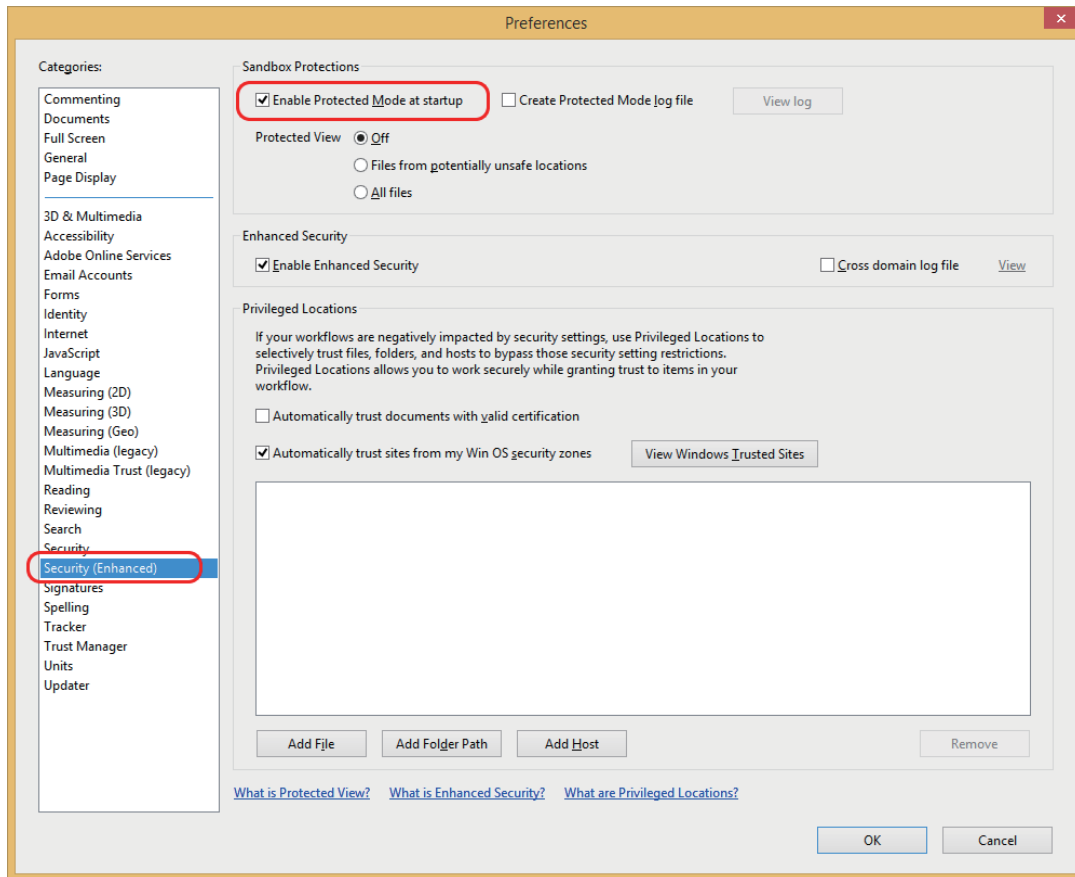 Preferences
Categories:
Commenting
Documents
Full Screen
General
Page Display
3D & Multimedia
Accessibility
Adobe Online Services
Email Accounts
Forms
Identity
Internet
JavaScript
Language
Measuring (2D)
Measuring (3D)
Measuring (Geo)
Multimedia (legacy)
Multimedia Trust (legacy)
Reading
Reviewing
Search
Security
Security (Enhanced)
Signatures
Spelling
Tracker
Trust Manager
Units
Updater
Sandbox Protections
Enable Protected Mode at startup
Create Protected Mode log file
View log
Protected View
Off
Files from potentially unsafe locations
All files
Enhanced Security
Enable Enhanced Security
Cross domain log file
View
Privileged Locations
If your workflows are negatively impacted by security settings, use Privileged Locations to
selectively trust files, folders, and hosts to bypass those security setting restrictions.
Privileged Locations allows you to work securely while granting trust to items in your
workflow.
Automatically trust documents with valid certification
Automatically trust sites from my Win OS security zones
View Windows Trusted Sites
Add File
Add Folder Path
Add Host
Remove
What is Protected View?
What is Enhanced Security?
What are Privileged Locations?
OK
Cancel